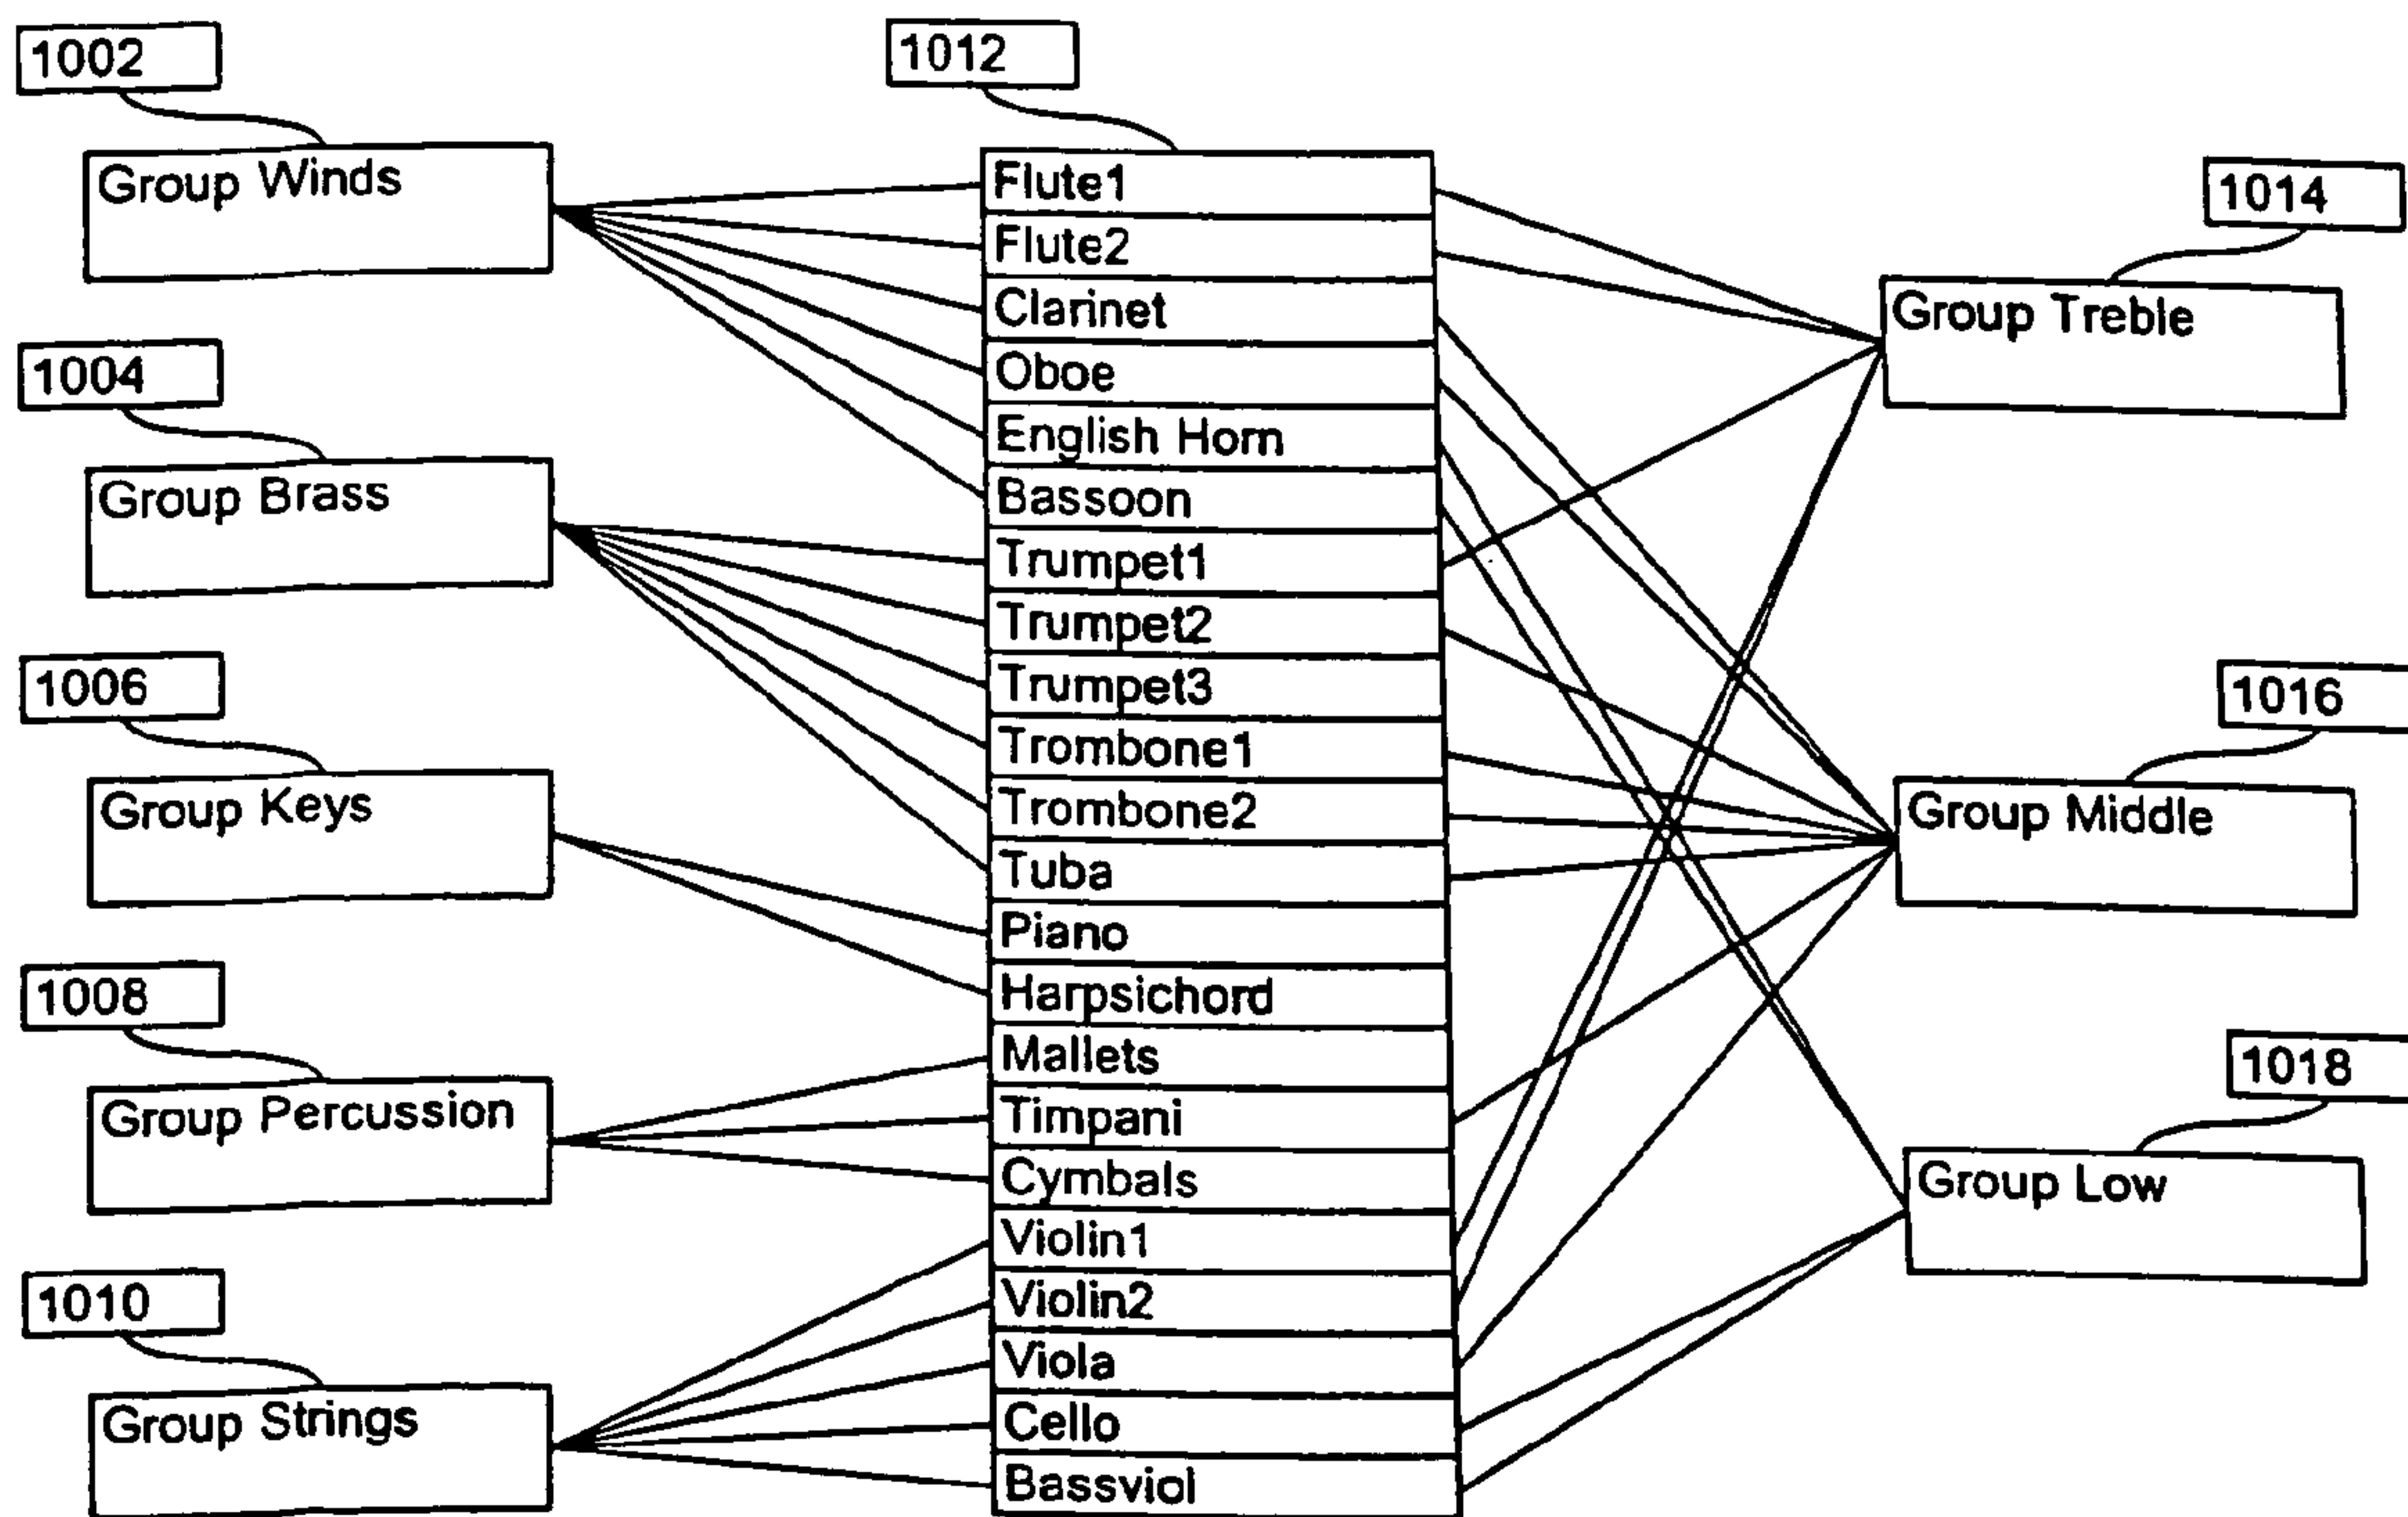 1002
Group Winds
1004
Group Brass
1006
Group Keys
1008
Group Percussion
1010
Group Strings
1012
Flute1
Flute2
Clarinet
Oboe
English Horn
Bassoon
Trumpet1
Trumpet2
Trumpet3
Trombone1
Trombone2
Tuba
Piano
Harpsichord
Mallets
Timpani
Cymbals
Violin1
Violin2
Viola
Cello
Bassviol
1014
Group Treble
1016
Group Middle
1018
Group Low